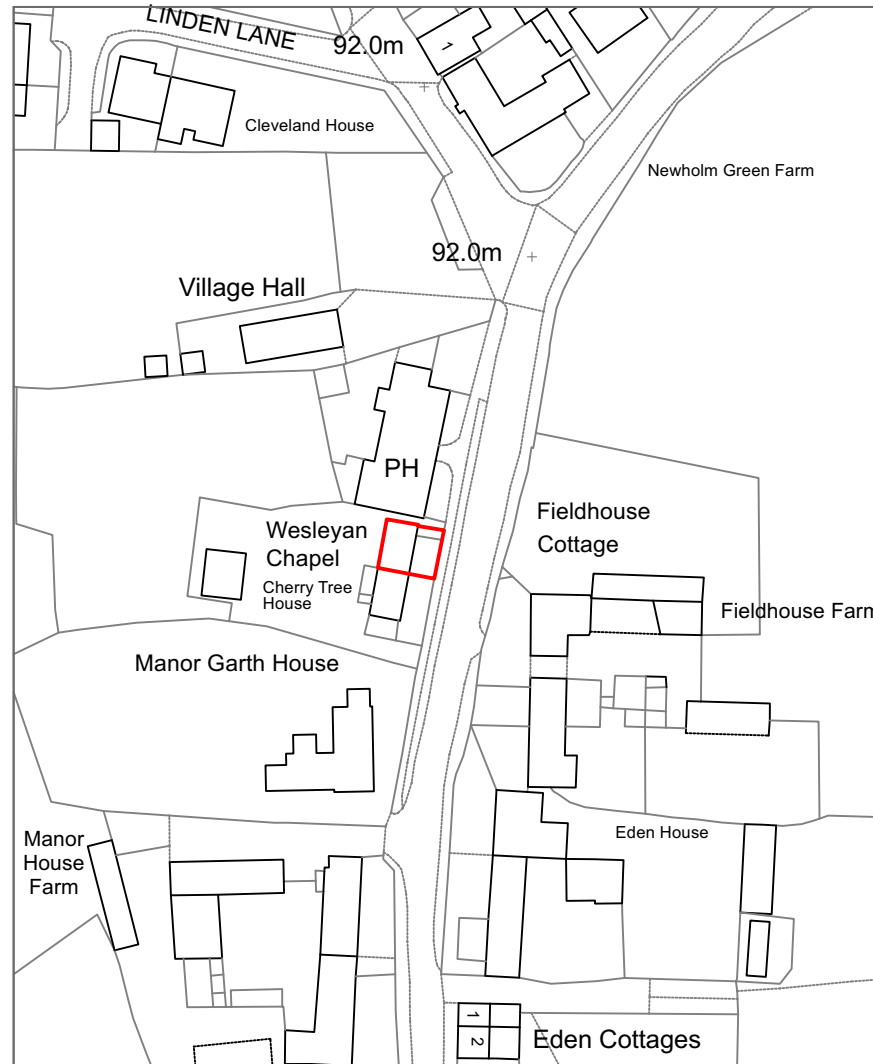 LINDEN LANE
92.0m
1
Cleveland House
Newholm Green Farm
92.0m
Village Hall
PH
Wesleyan
Chapel
Cherry Tree
House
Fieldhouse
Cottage
Fieldhouse Farm
Manor Garth House
Manor
House
Farm
Eden House
1
2
Eden Cottages